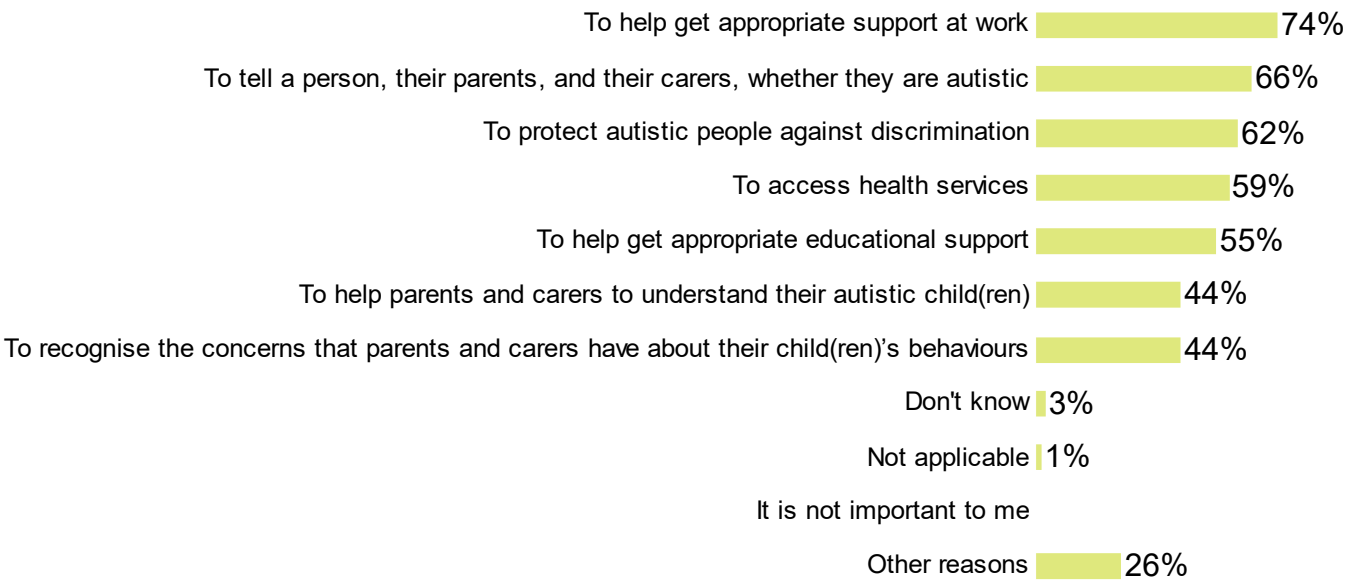 To help get appropriate support at work 74%
To tell a person, their parents, and their carers, whether they are autistic 66%
To protect autistic people against discrimination 62%
To access health services 59%
To help get appropriate educational support 55%
To help parents and carers to understand their autistic child(ren) 44%
To recognise the concerns that parents and carers have about their child(ren)’s behaviours 44%
Don't know 3%
Not applicable 1%
It is not important to me
Other reasons 26%